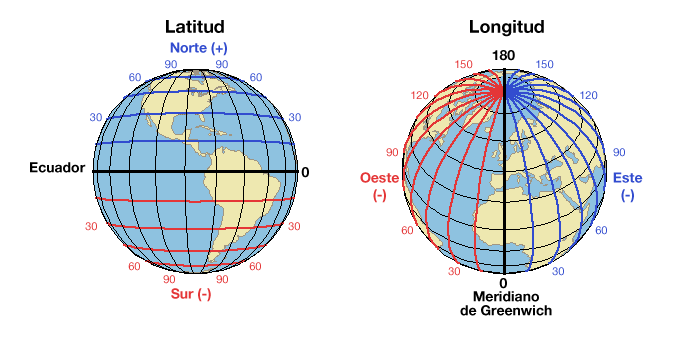 Latitud
Norte (+)
90 90
60 60
30 30
Ecuador 0
30 30
60 60
90 90
Sur (-)
Longitud
180
150 150
120 120
90 90
Oeste Este
(-) (-)
60 60
30 30
0
Meridiano
de Greenwich